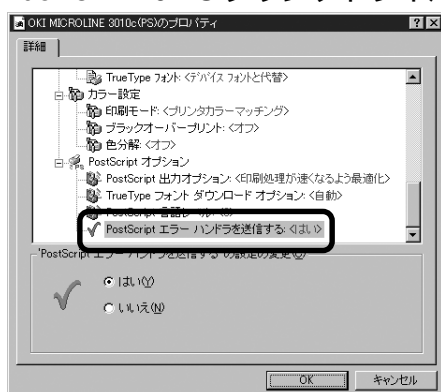 OKI MICROLINE 3010c(PS)のプロパティ
詳細
TrueType フォント: <デバイス フォントと代替>
カラー設定
印刷モード: <プリンタカラーマッチング>
ブラックオーバープリント: <オフ>
色分解: <オフ>
PostScript オプション
PostScript 出力オプション: <印刷処理が速くなるよう最適化>
TrueType フォント ダウンロード オプション: <自動>
PostScript エラー ハンドラを送信する: <はい>
はい(Y)
いいえ(N)
OK
キャンセル